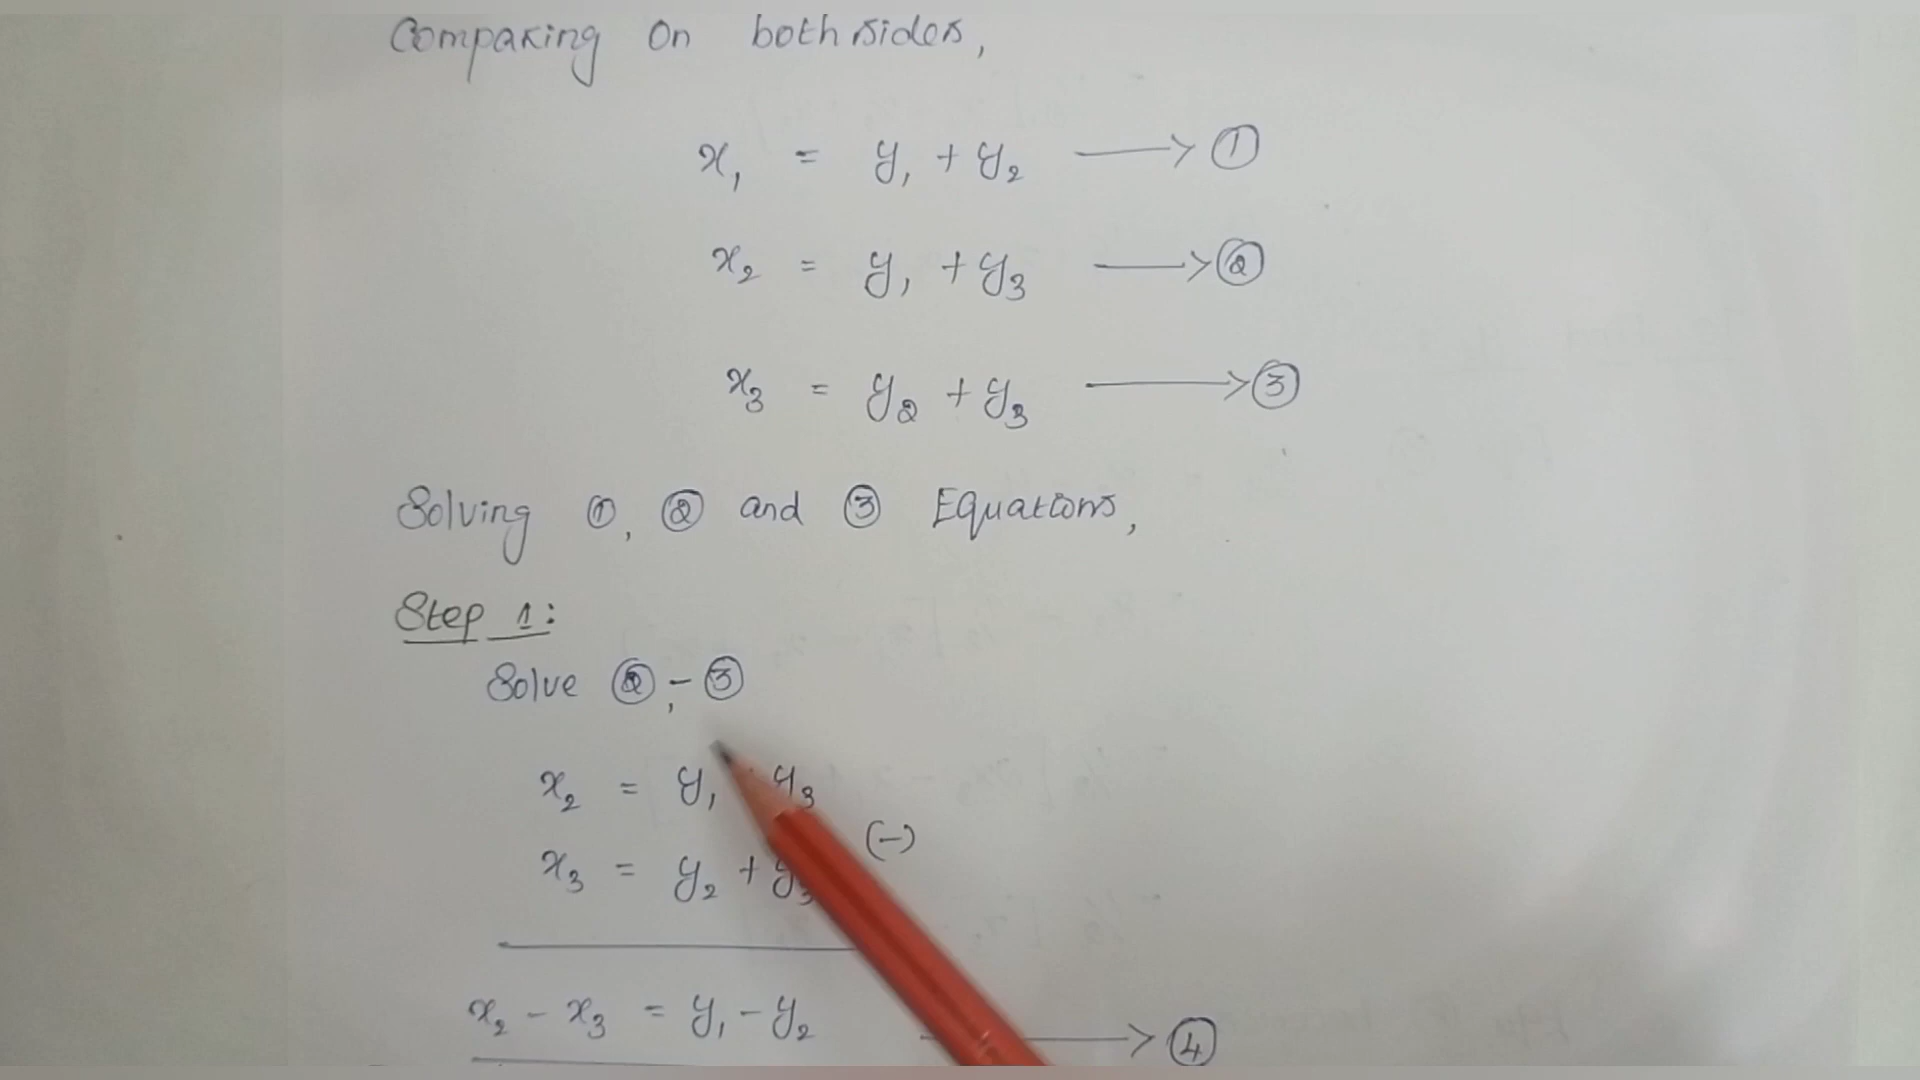 Comparing on both sides,
x₁ = y₁ + y₂ ⟶ ①
x₂ = y₁ + y₃ ⟶ ②
x₃ = y₂ + y₃ ⟶ ③
Solving ①, ② and ③ Equations,
Step 1:
Solve ②, - ③
x₂ = y₁ y₃
(-)
x₃ = y₂ + y₃
x₂ - x₃ = y₁ - y₂ ⟶ ④